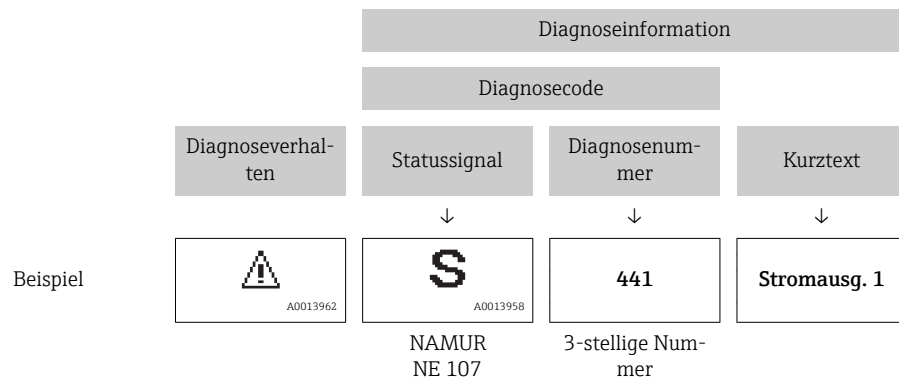 Diagnoseinformation
Diagnosecode
Diagnoseverhal-
ten
Statussignal
Diagnosenum-
mer
Kurztext
↓ ↓ ↓
Beispiel
A0013962
S
A0013958
441
Stromausg. 1
NAMUR
NE 107
3-stellige Num-
mer